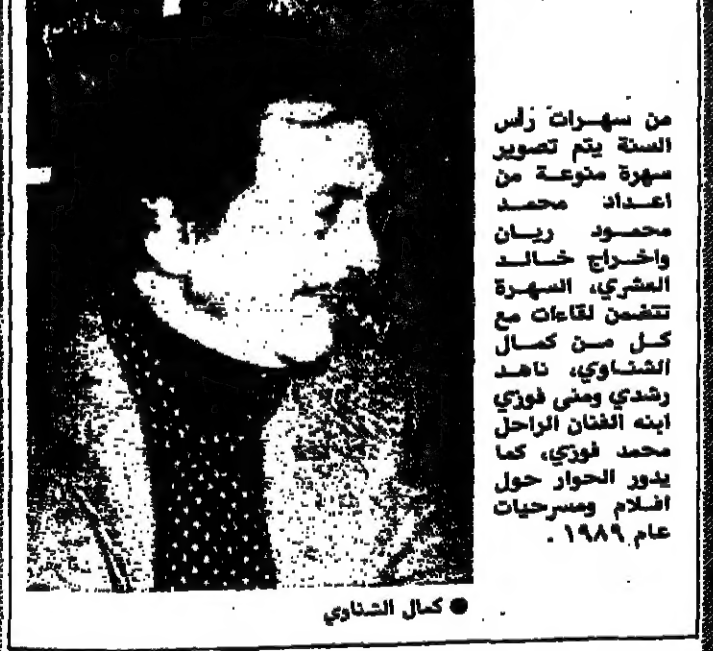 من سهرات رأس
السنة يتم تصوير
سهرة منوعة من
اعداد محمد
محمود ريان
واخراج خالد
العشري، السهرة
تتضمن لقاءات مع
كل من كمال
الشناوي، ناهد
رشدي ومنى فوزي
ابنه الفنان الراحل
محمد فوزي، كما
يدور الحوار حول
افلام ومسرحيات
عام ١٩٨٩ .
● كمال الشناوي